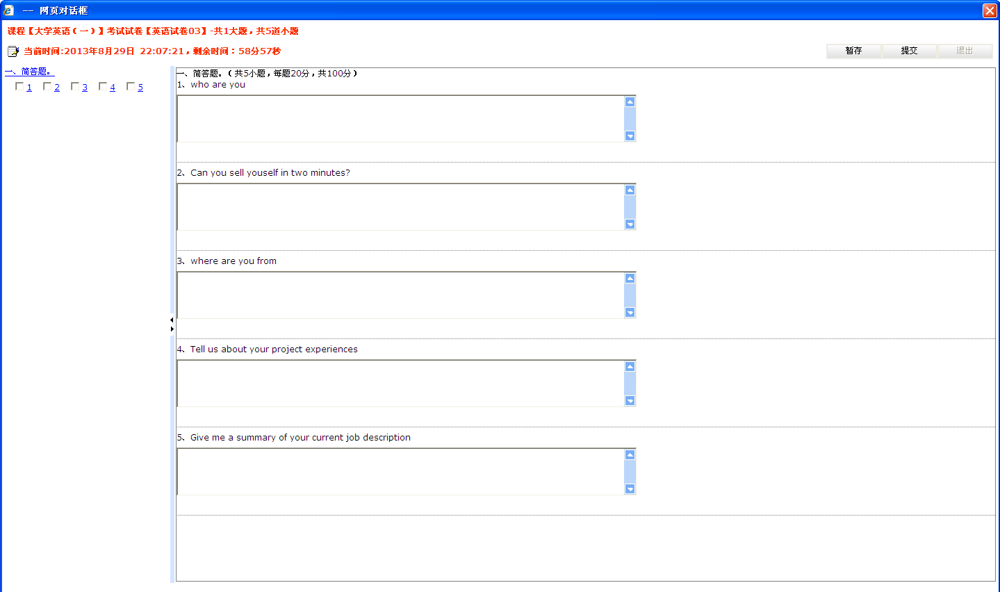 -- 网页对话框
课程【大学英语（一）】考试试卷【英语试卷03】-共1大题，共5道小题
当前时间:2013年8月29日 22:07:21，剩余时间：58分57秒
暂存 提交 退出
一、简答题。
1 2 3 4 5
一、简答题。（共5小题，每题20分，共100分）
1、who are you
2、Can you sell youself in two minutes?
3、where are you from
4、Tell us about your project experiences
5、Give me a summary of your current job description